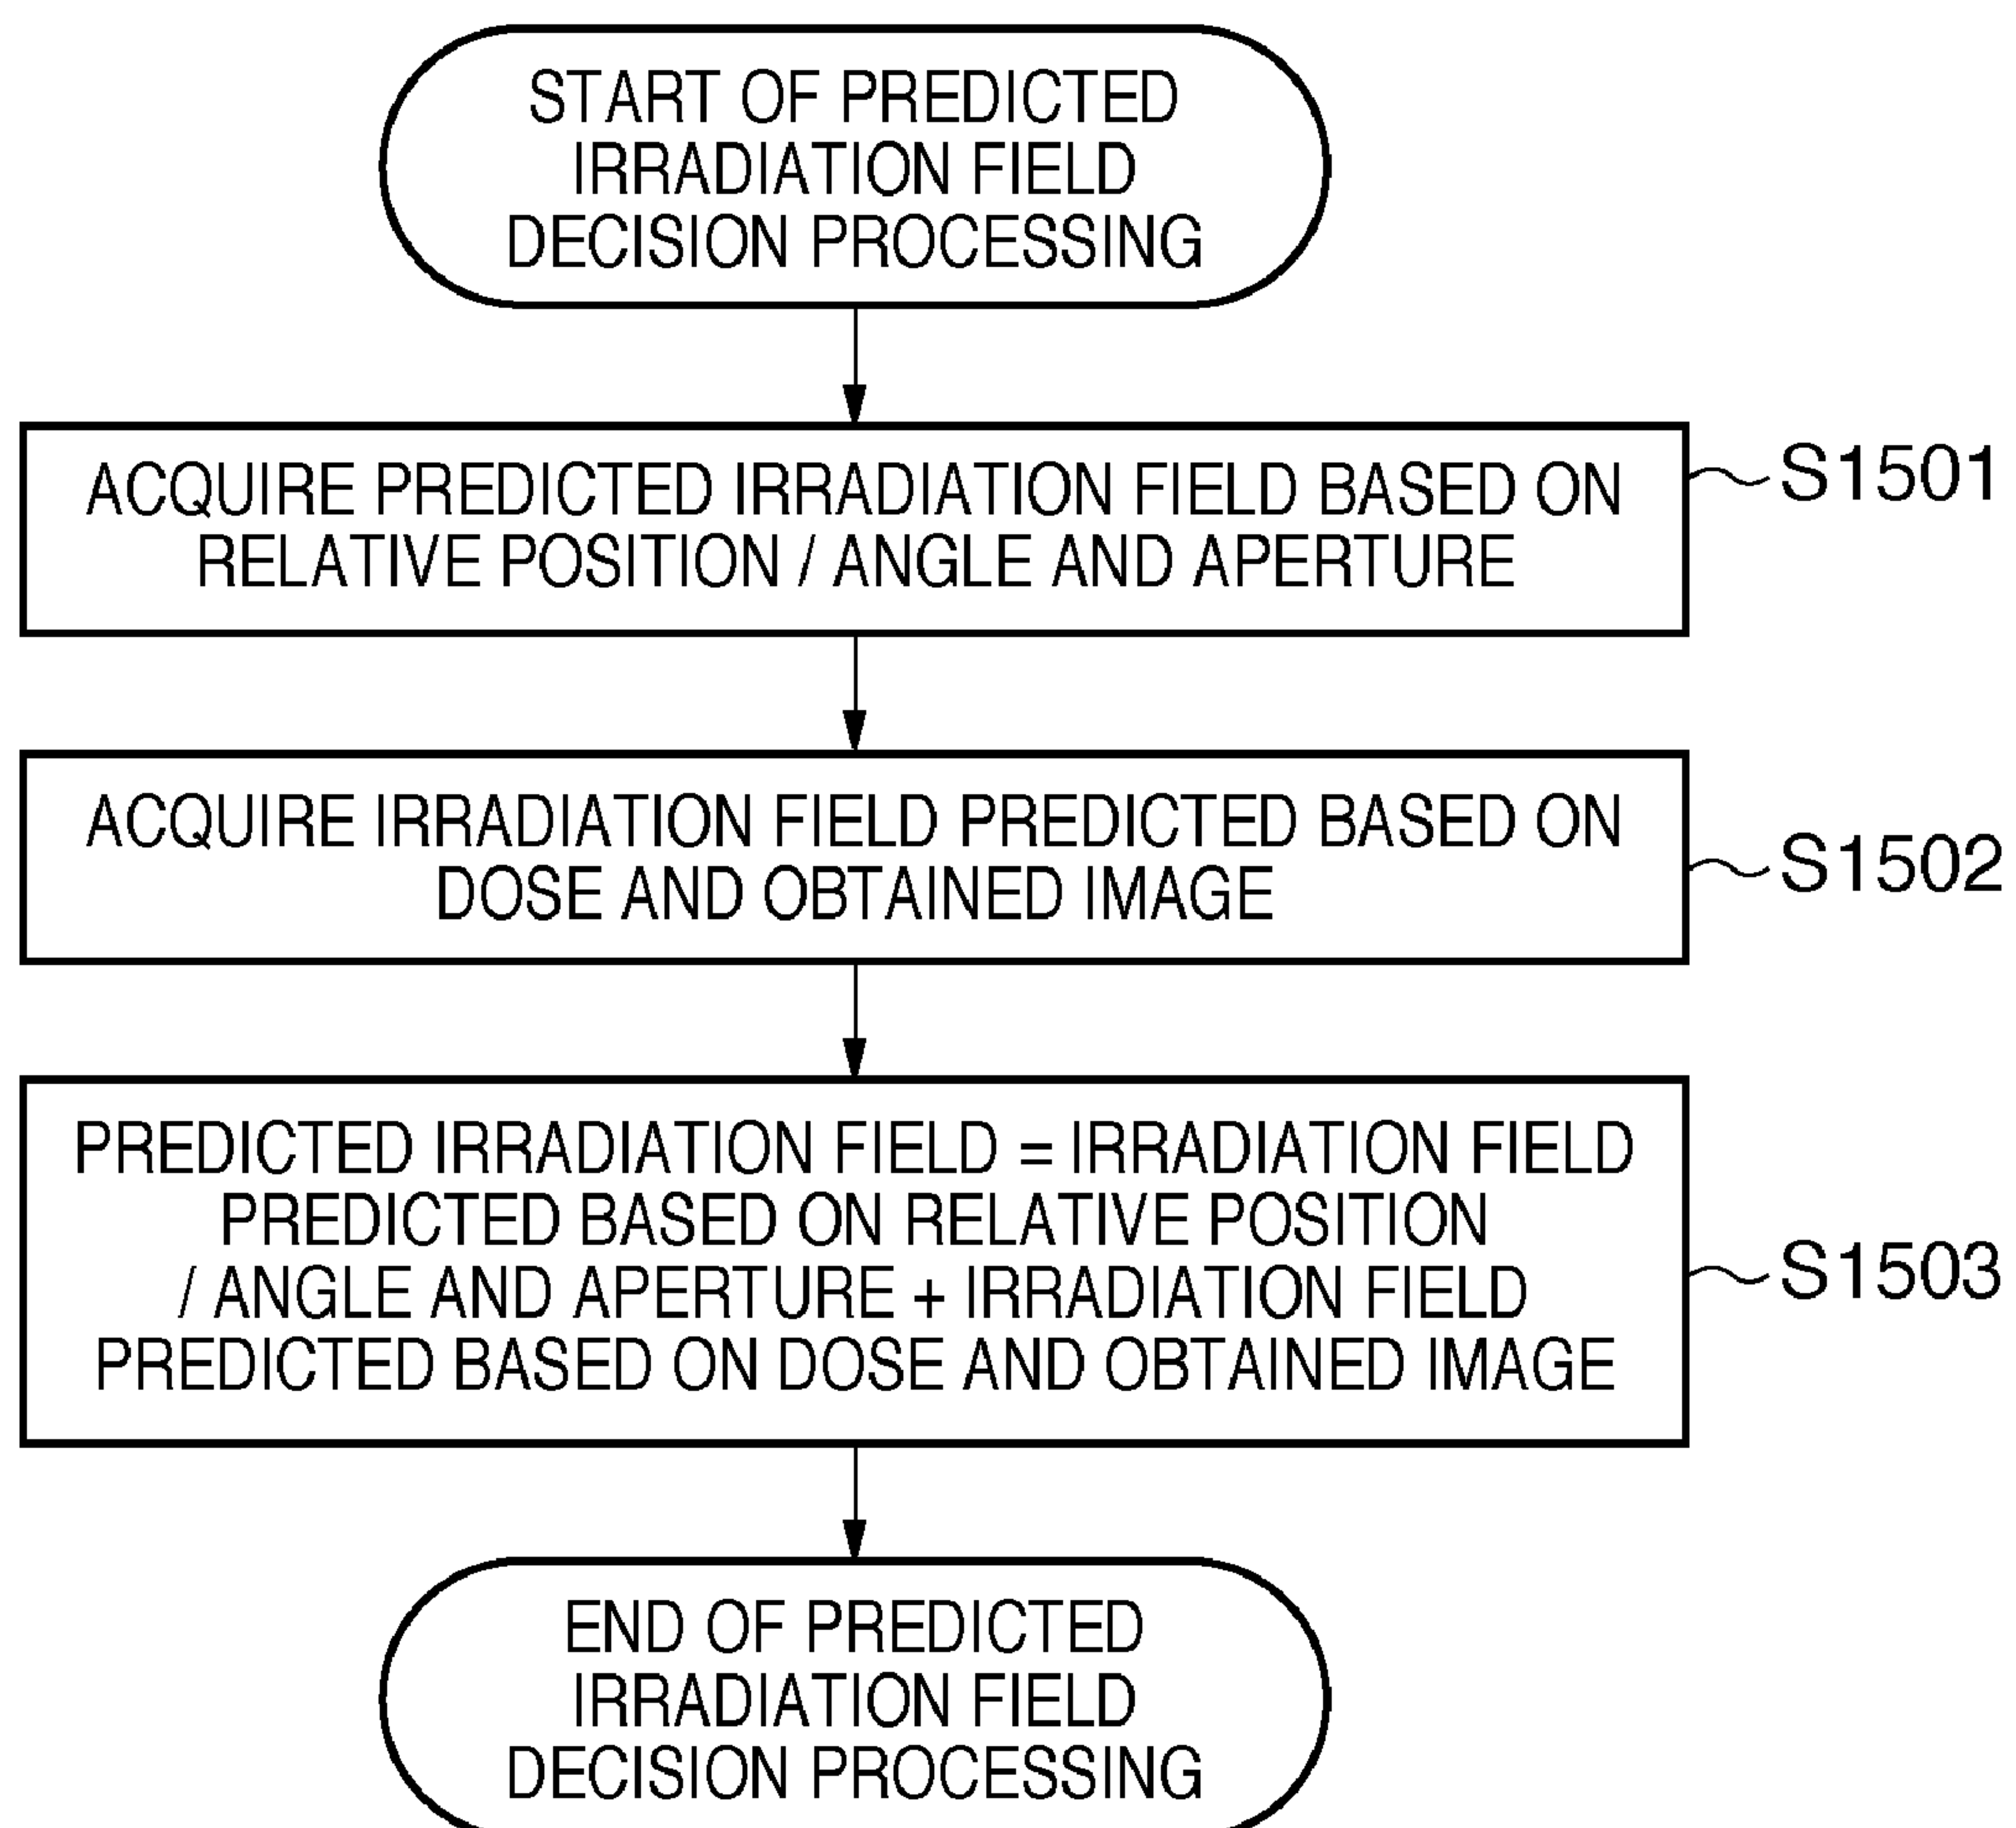 START OF PREDICTED
IRRADIATION FIELD
DECISION PROCESSING
ACQUIRE PREDICTED IRRADIATION FIELD BASED ON
RELATIVE POSITION / ANGLE AND APERTURE
S1501
ACQUIRE IRRADIATION FIELD PREDICTED BASED ON
DOSE AND OBTAINED IMAGE
S1502
PREDICTED IRRADIATION FIELD = IRRADIATION FIELD
PREDICTED BASED ON RELATIVE POSITION
/ ANGLE AND APERTURE + IRRADIATION FIELD
PREDICTED BASED ON DOSE AND OBTAINED IMAGE
S1503
END OF PREDICTED
IRRADIATION FIELD
DECISION PROCESSING